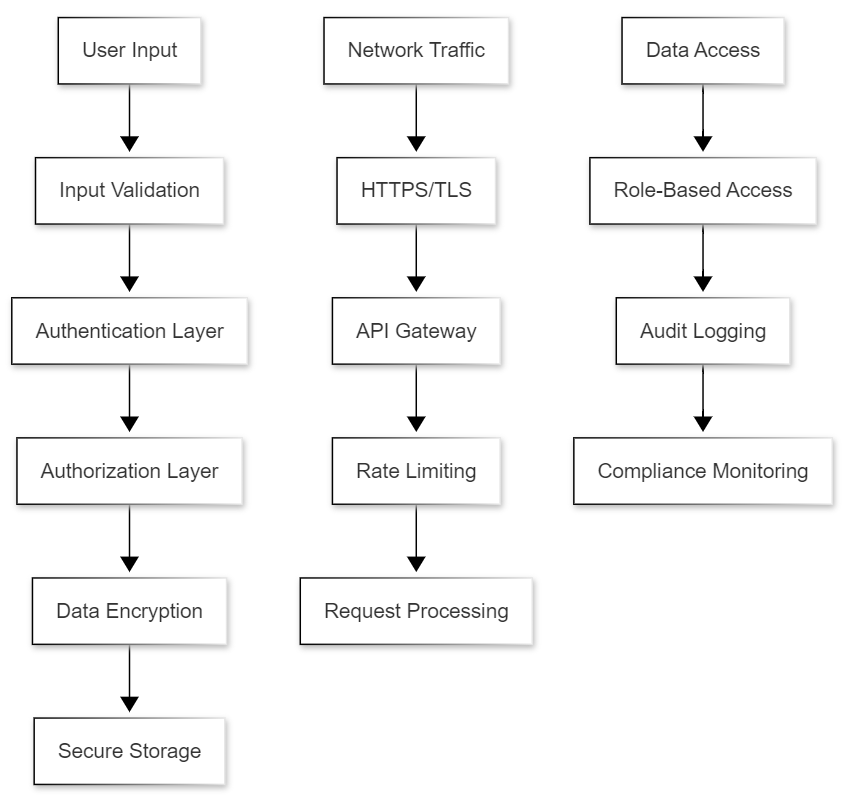 User Input
Network Traffic
Data Access
Input Validation
HTTPS/TLS
Role-Based Access
Authentication Layer
API Gateway
Audit Logging
Authorization Layer
Rate Limiting
Compliance Monitoring
Data Encryption
Request Processing
Secure Storage